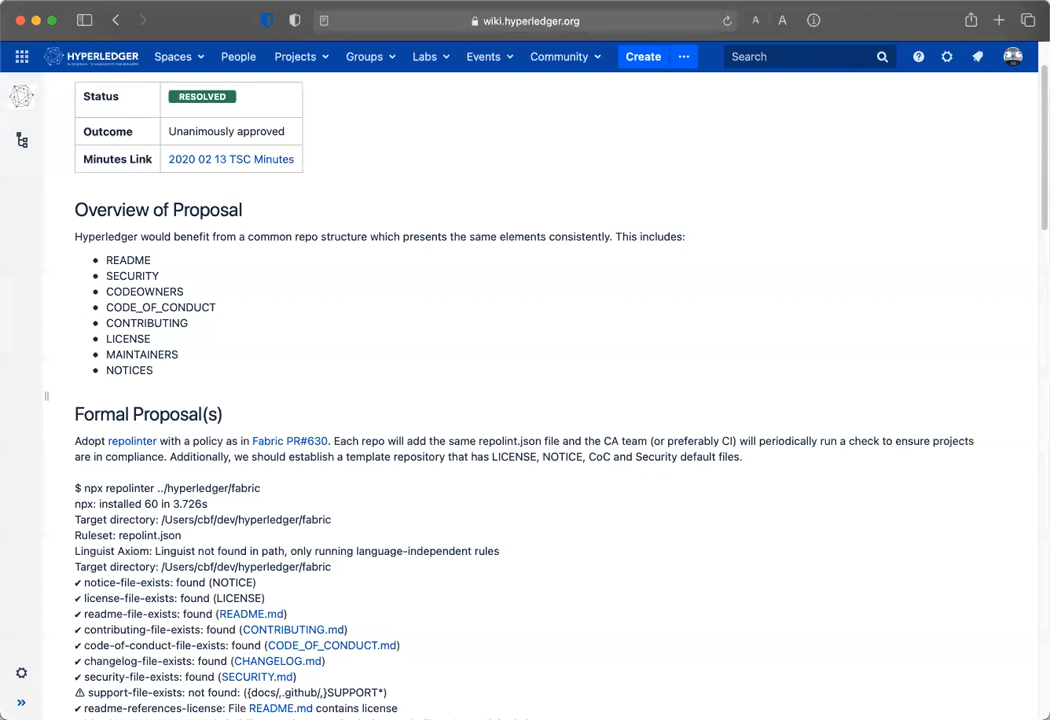 wiki.hyperledger.org
A A
HYPERLEDGER Spaces People Projects Groups Labs Events Community Create ··· Search
Status RESOLVED
Outcome Unanimously approved
Minutes Link 2020 02 13 TSC Minutes
Overview of Proposal
Hyperledger would benefit from a common repo structure which presents the same elements consistently. This includes:
• README
• SECURITY
• CODEOWNERS
• CODE_OF_CONDUCT
• CONTRIBUTING
• LICENSE
• MAINTAINERS
• NOTICES
Formal Proposal(s)
Adopt repolinter with a policy as in Fabric PR#630. Each repo will add the same repolint.json file and the CA team (or preferably CI) will periodically run a check to ensure projects
are in compliance. Additionally, we should establish a template repository that has LICENSE, NOTICE, CoC and Security default files.
$ npx repolinter ../hyperledger/fabric
npx: installed 60 in 3.726s
Target directory: /Users/cbf/dev/hyperledger/fabric
Ruleset: repolint.json
Linguist Axiom: Linguist not found in path, only running language-independent rules
Target directory: /Users/cbf/dev/hyperledger/fabric
✔ notice-file-exists: found (NOTICE)
✔ license-file-exists: found (LICENSE)
✔ readme-file-exists: found (README.md)
✔ contributing-file-exists: found (CONTRIBUTING.md)
✔ code-of-conduct-file-exists: found (CODE_OF_CONDUCT.md)
✔ changelog-file-exists: found (CHANGELOG.md)
✔ security-file-exists: found (SECURITY.md)
⚠ support-file-exists: not found: ({docs/,.github/,}SUPPORT*)
✔ readme-references-license: File README.md contains license